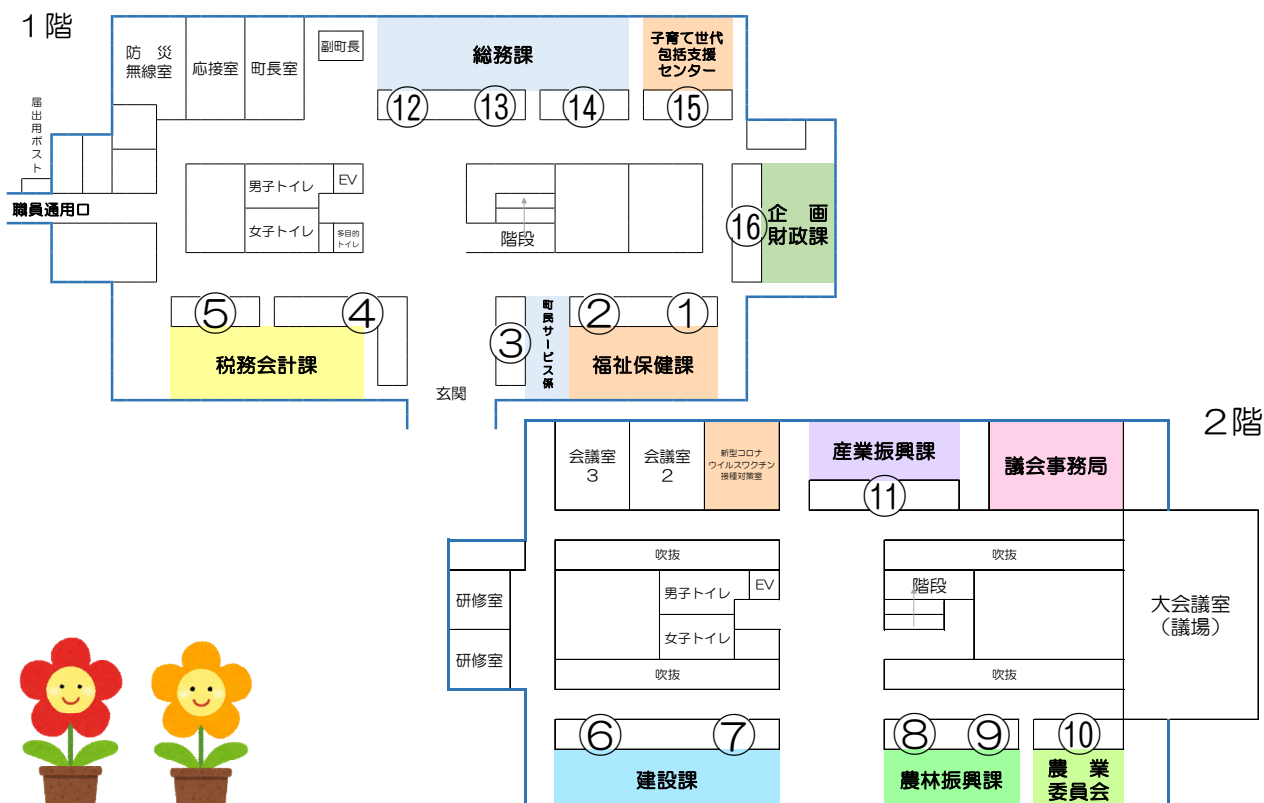 1階
防　災
無線室
応接室
町長室
副町長
総務課
子育て世代
包括支援
センター
⑫
⑬
⑭
⑮
届出用ポスト
職員通用口
男子トイレ
EV
女子トイレ
多目的
トイレ
階段
⑯
企　画
財政課
⑤
④
③
町民サービス係
②
①
税務会計課
福祉保健課
玄関
2階
会議室
3
会議室
2
新型コロナ
ウイルスワクチン
接種対策室
産業振興課
⑪
議会事務局
吹抜
吹抜
研修室
男子トイレ
EV
女子トイレ
階段
大会議室
（議場）
研修室
吹抜
吹抜
⑥
⑦
⑧
⑨
⑩
建設課
農林振興課
農　業
委員会